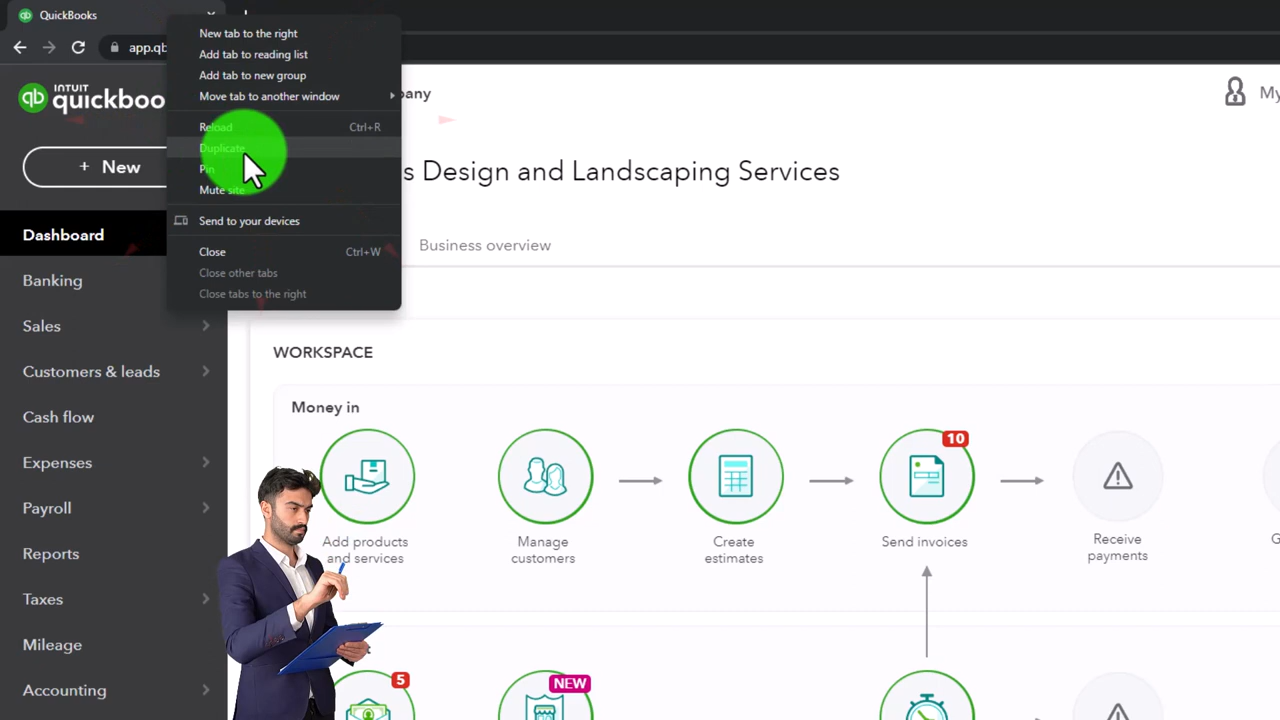 QuickBooks
app.qb
New tab to the right
Add tab to reading list
Add tab to new group
Move tab to another window
Reload Ctrl+R
Duplicate
Pin
Mute site
Send to your devices
Close Ctrl+W
Close other tabs
Close tabs to the right
INTUIT
qb quickboo
pany
My
+ New
s Design and Landscaping Services
Dashboard
Business overview
Banking
Sales
Customers & leads
Cash flow
Expenses
Payroll
Reports
Taxes
Mileage
Accounting
WORKSPACE
Money in
10
Add products
and services
Manage
customers
Create
estimates
Send invoices
Receive
payments
G
5
NEW